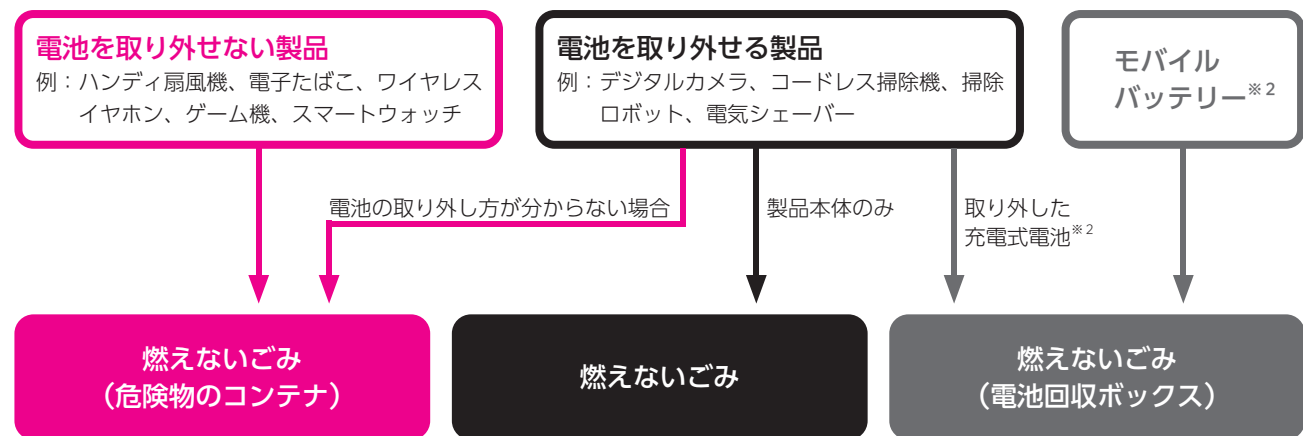 電池を取り外せない製品
例：ハンディ扇風機、電子たばこ、ワイヤレス
イヤホン、ゲーム機、スマートウォッチ
電池を取り外せる製品
例：デジタルカメラ、コードレス掃除機、掃除
ロボット、電気シェーバー
モバイル
バッテリー※2
電池の取り外し方が分からない場合
製品本体のみ
取り外した
充電式電池※2
燃えないごみ
（危険物のコンテナ）
燃えないごみ
燃えないごみ
（電池回収ボックス）